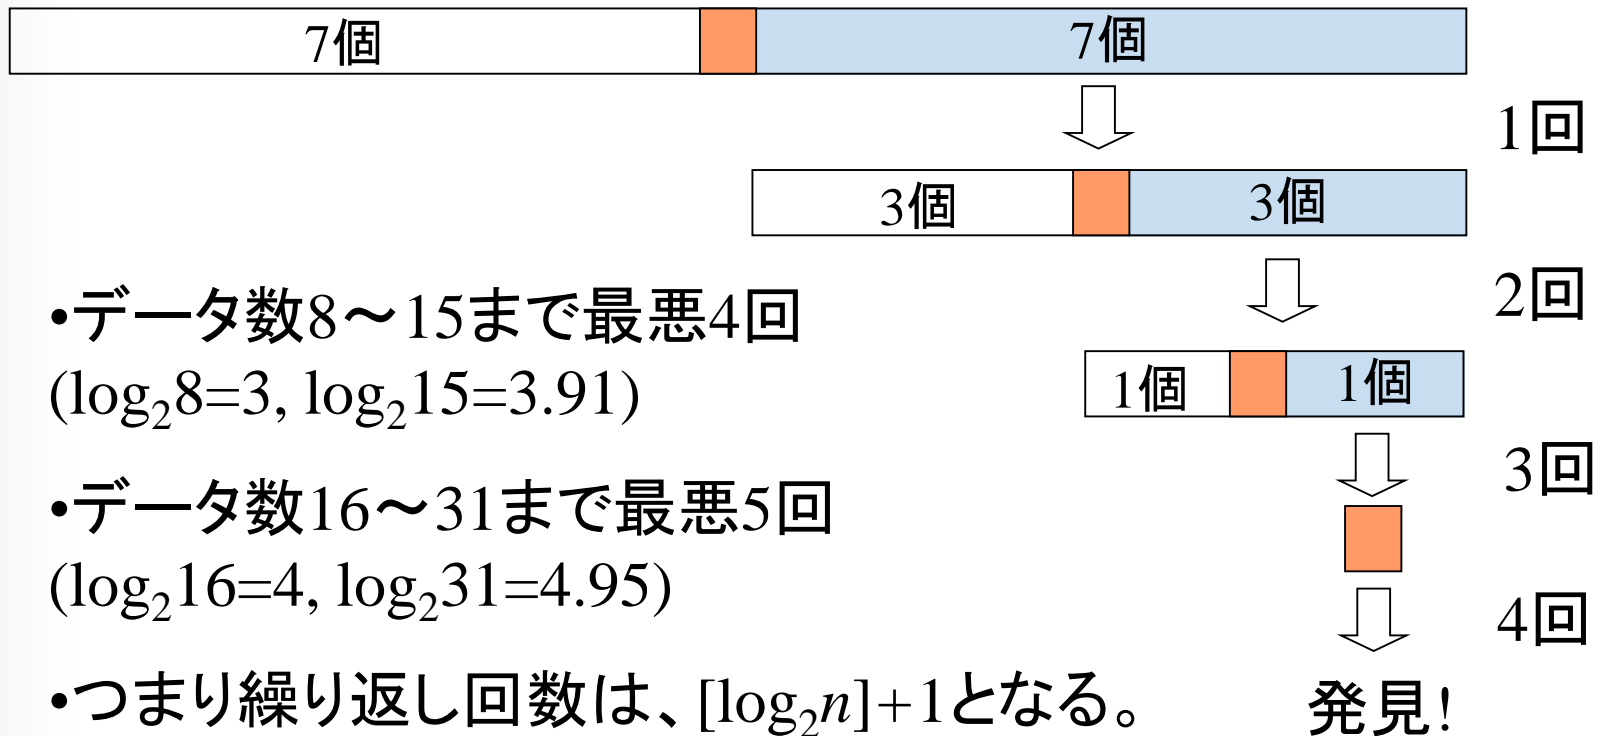 7個 7個
1回
3個 3個
2回
•データ数8～15まで最悪4回
(log₂8=3, log₂15=3.91)
1個 1個
3回
•データ数16～31まで最悪5回
(log₂16=4, log₂31=4.95)
4回
•つまり繰り返し回数は、[log₂n]+1となる。
発見!